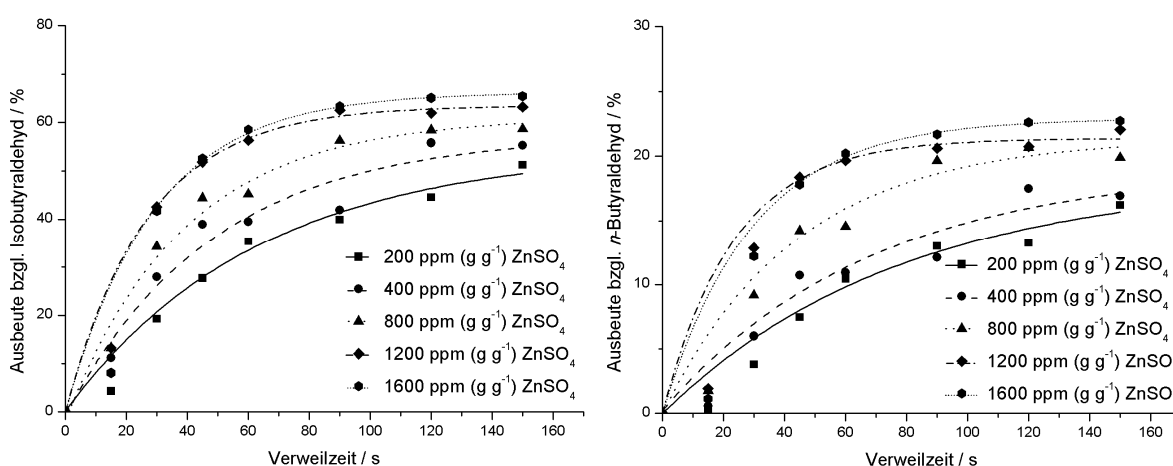 80
60
40
20
0
0 20 40 60 80 100 120 140 160
Ausbeute bzgl. Isobutyraldehyd / %
Verweilzeit / s
200 ppm (g g⁻¹) ZnSO₄
400 ppm (g g⁻¹) ZnSO₄
800 ppm (g g⁻¹) ZnSO₄
1200 ppm (g g⁻¹) ZnSO₄
1600 ppm (g g⁻¹) ZnSO₄
30
20
10
0
0 20 40 60 80 100 120 140 160
Ausbeute bzgl. n-Butyraldehyd / %
Verweilzeit / s
200 ppm (g g⁻¹) ZnSO₄
400 ppm (g g⁻¹) ZnSO₄
800 ppm (g g⁻¹) ZnSO₄
1200 ppm (g g⁻¹) ZnSO
1600 ppm (g g⁻¹) ZnSO